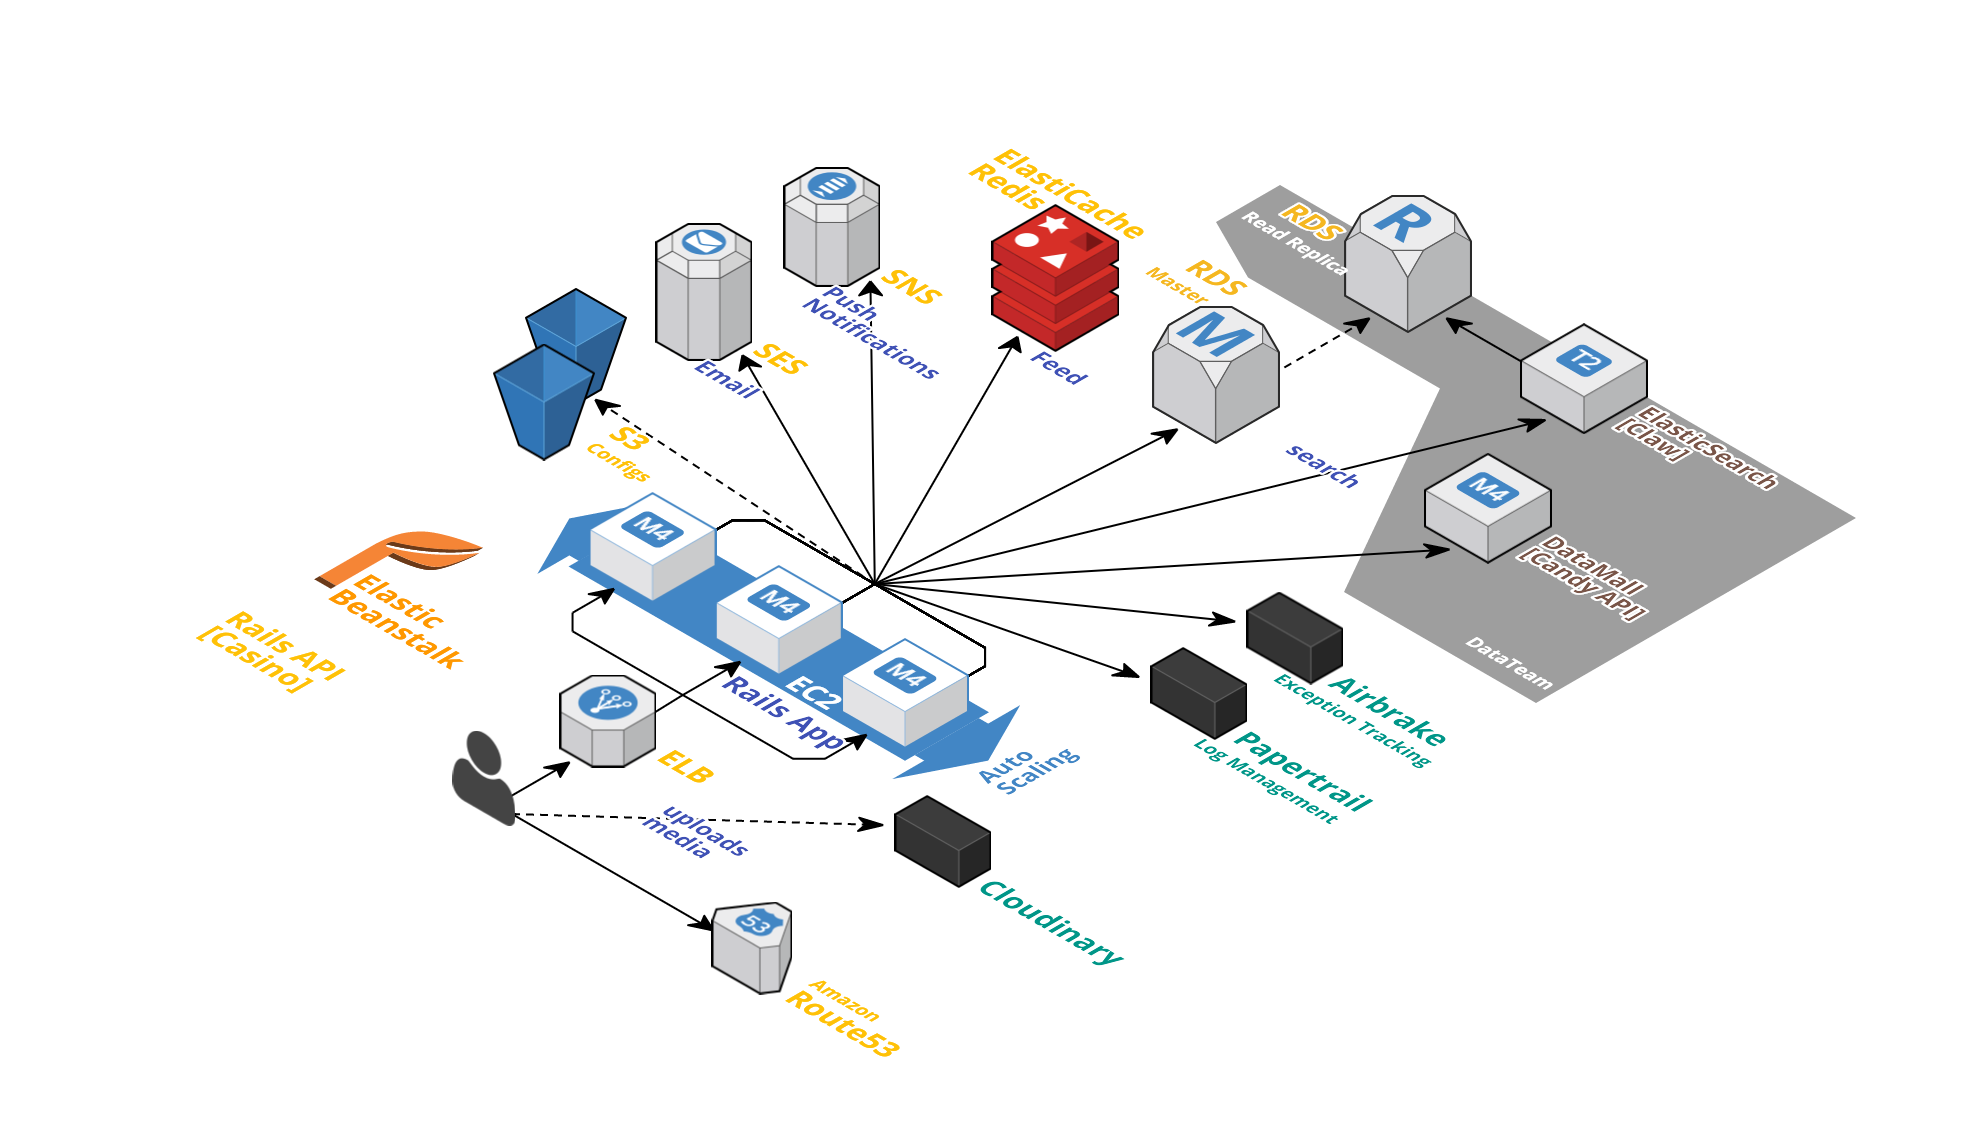 ElastiCache
Redis
RDS
Read Replica
R
SNS
Push
Notifications
RDS
Master
M
SES
Email
Feed
T2
ElasticSearch
[Claw]
S3
Configs
search
M4
DataMall
[Candy API]
DataTeam
M4
M4
M4
EC2
Rails App
Elastic
Beanstalk
Rails API
[Casino]
ELB
Auto
Scaling
Airbrake
Exception Tracking
Papertrail
Log Management
uploads
media
Cloudinary
53
Amazon
Route53